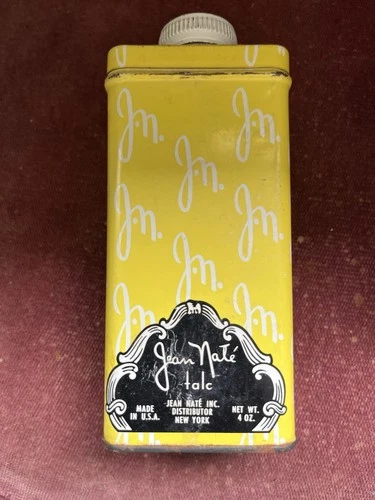 J.n.
J.n.
J.n.
J.n.
J.n.
J.n.
J.n.
J.n.
Jean Naté
talc
MADE JEAN NATÉ INC. NET WT.
IN U.S.A. DISTRIBUTOR 4 OZ.
NEW YORK